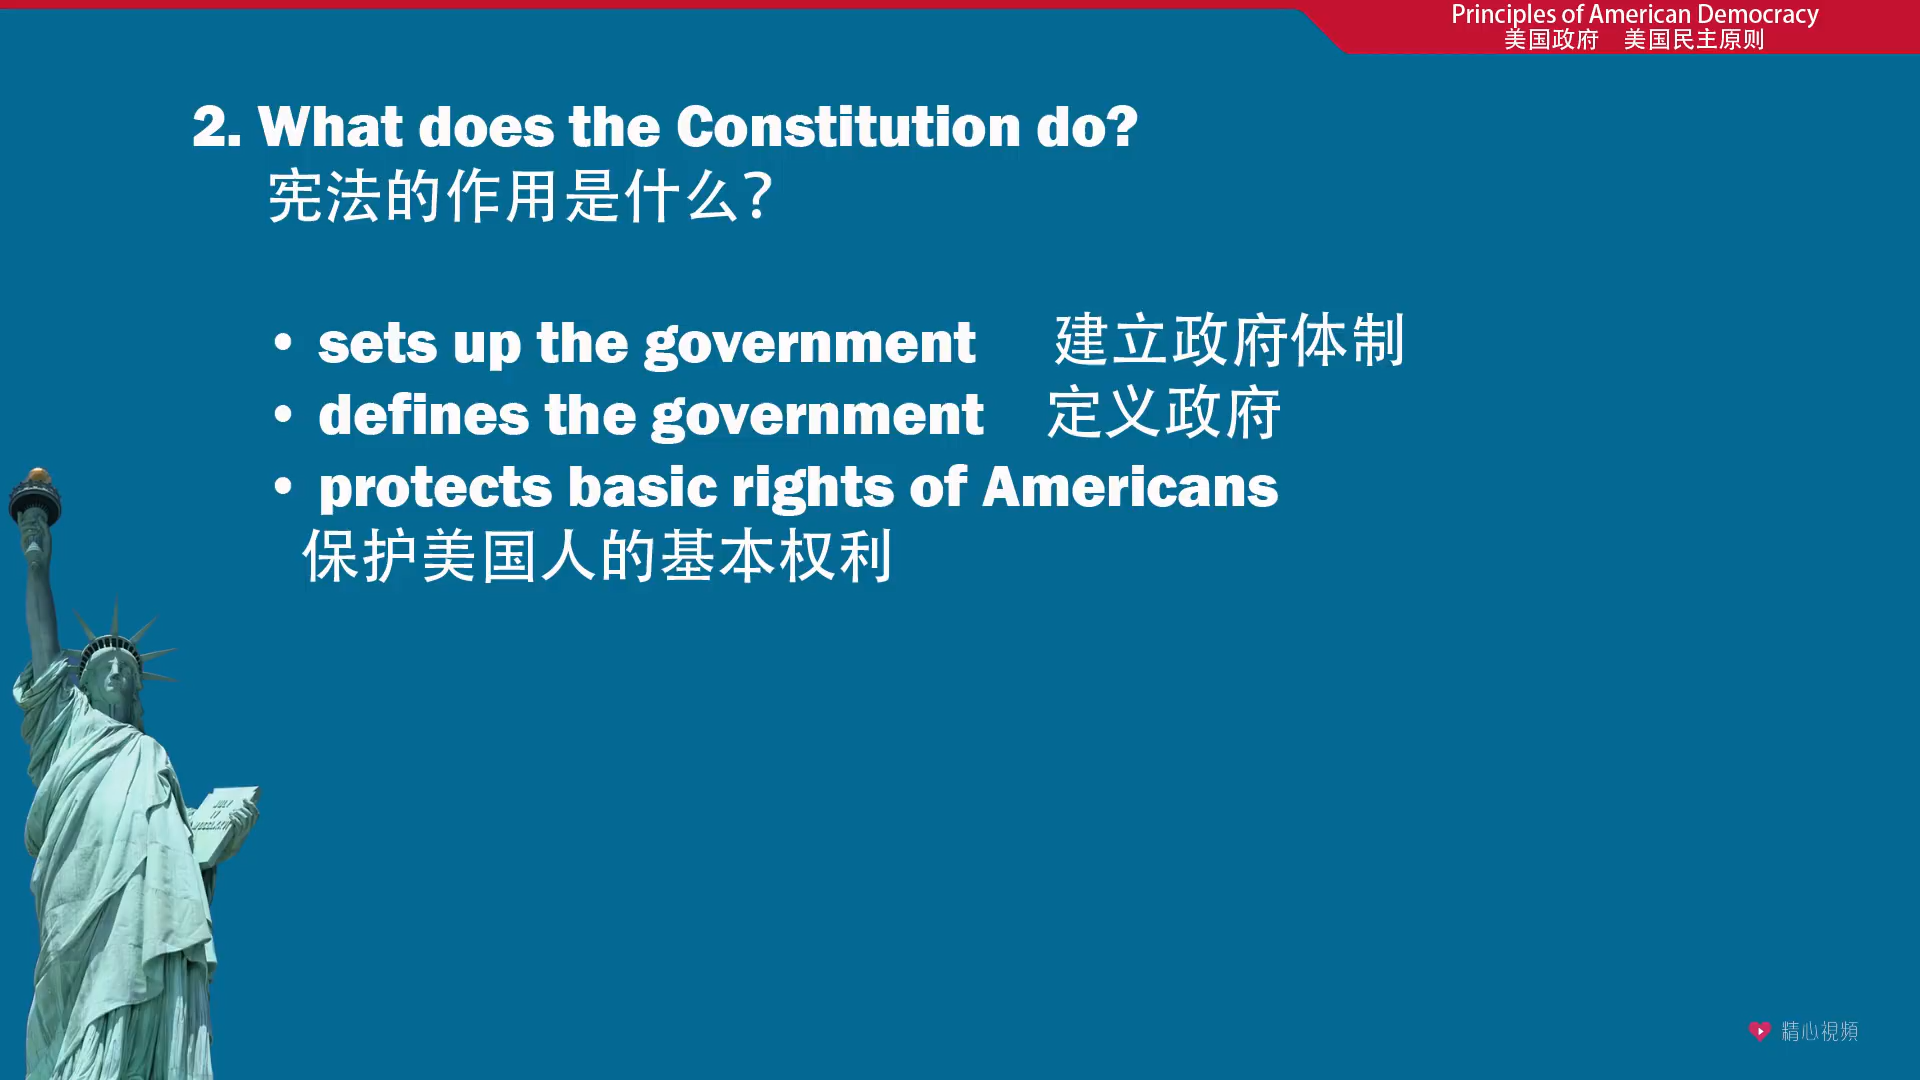 Principles of American Democracy
美国政府 美国民主原则
2. What does the Constitution do?
宪法的作用是什么？
• sets up the government 建立政府体制
• defines the government 定义政府
• protects basic rights of Americans
保护美国人的基本权利
JULY
IV
精心視頻